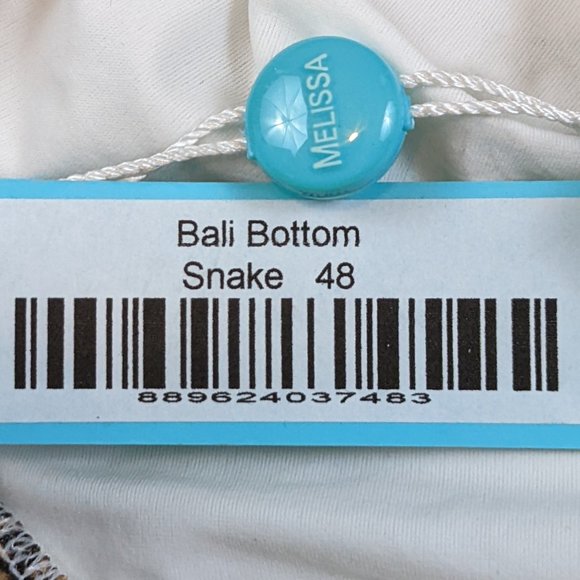 MELISSA
Bali Bottom
Snake 48
889624037483